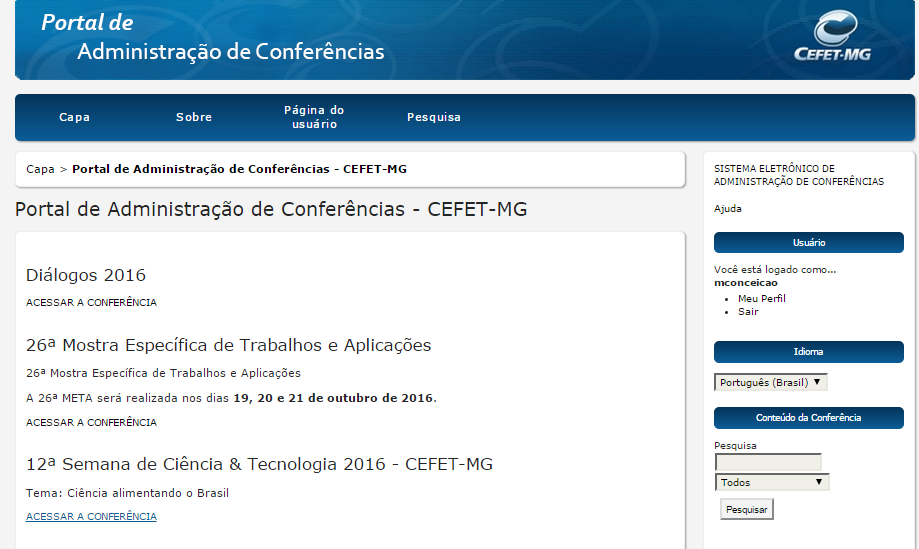 Portal de
Administração de Conferências
CEFET-MG
Capa
Sobre
Página do
usuário
Pesquisa
Capa > Portal de Administração de Conferências - CEFET-MG
Portal de Administração de Conferências - CEFET-MG
Diálogos 2016
ACESSAR A CONFERÊNCIA
26ª Mostra Específica de Trabalhos e Aplicações
26ª Mostra Específica de Trabalhos e Aplicações
A 26ª META será realizada nos dias 19, 20 e 21 de outubro de 2016.
ACESSAR A CONFERÊNCIA
12ª Semana de Ciência & Tecnologia 2016 - CEFET-MG
Tema: Ciência alimentando o Brasil
ACESSAR A CONFERÊNCIA
SISTEMA ELETRÔNICO DE
ADMINISTRAÇÃO DE CONFERÊNCIAS
Ajuda
Usuário
Você está logado como...
mconceicao
Meu Perfil
Sair
Idioma
Português (Brasil)
Conteúdo da Conferência
Pesquisa
Todos
Pesquisar